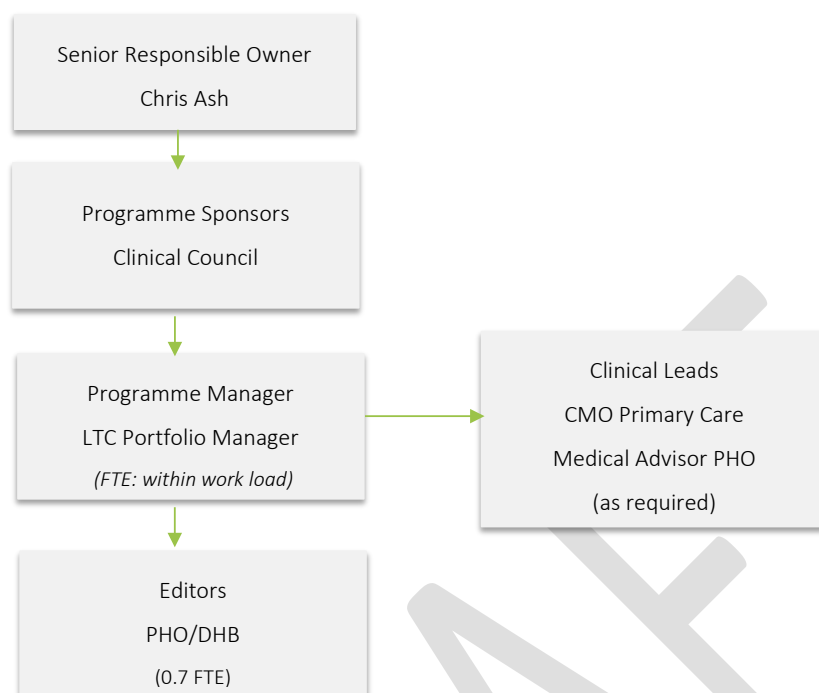 Senior Responsible Owner
Chris Ash
Programme Sponsors
Clinical Council
Programme Manager
LTC Portfolio Manager
(FTE: within work load)
Clinical Leads
CMO Primary Care
Medical Advisor PHO
(as required)
Editors
PHO/DHB
(0.7 FTE)